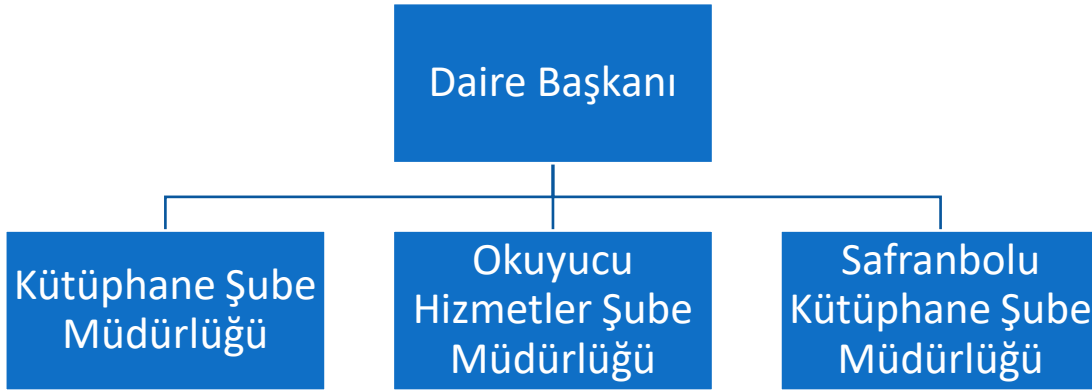 Daire Başkanı
Kütüphane Şube
Müdürlüğü
Okuyucu
Hizmetler Şube
Müdürlüğü
Safranbolu
Kütüphane Şube
Müdürlüğü